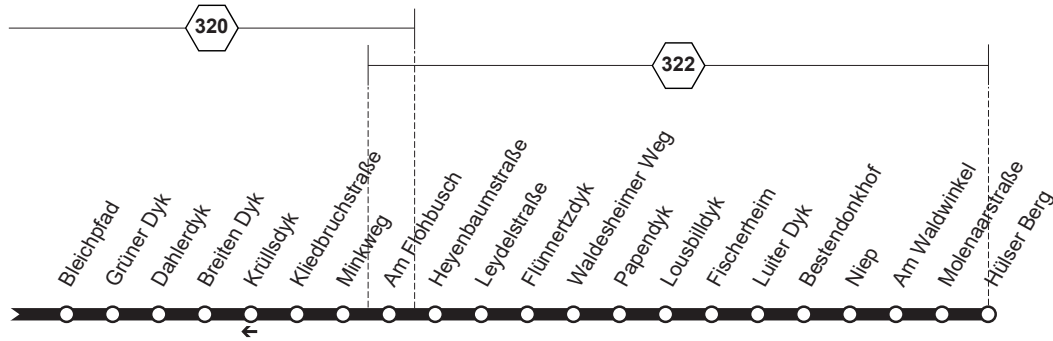 320
322
Bleichpfad
Grüner Dyk
Dahlerdyk
Breiten Dyk
Krüllsdyk
Kliedbruchstraße
Minkweg
Am Flohbusch
Heyenbaumstraße
Leydelstraße
Flünnertzdyk
Waldesheimer Weg
Papendyk
Lousbilldyk
Fischerheim
Luiter Dyk
Bestendonkhof
Niep
Am Waldwinkel
Molenaarstraße
Hülser Berg